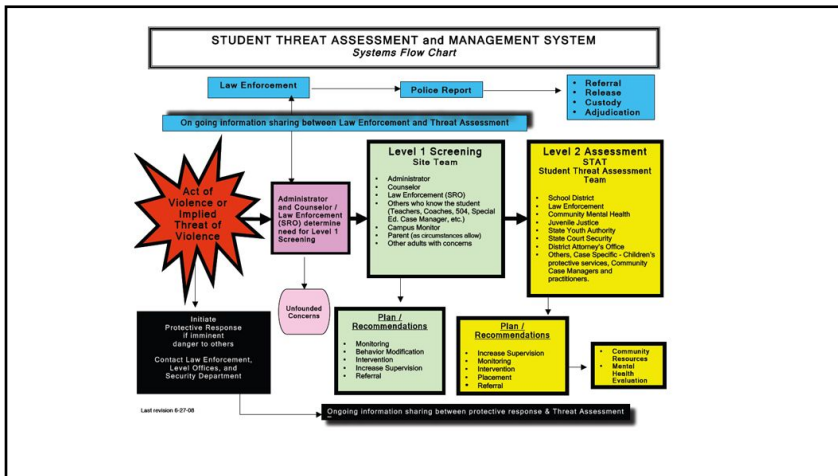 STUDENT THREAT ASSESSMENT and MANAGEMENT SYSTEM
Systems Flow Chart
Law Enforcement
Police Report
• Referral
• Release
• Custody
• Adjudication
On going information sharing between Law Enforcement and Threat Assessment
Act of
Violence or
Implied
Threat of
Violence
Administrator
and Counselor /
Law Enforcement
(SRO) determine
need for Level 1
Screening
Level 1 Screening
Site Team
• Administrator
• Counselor
• Law Enforcement (SRO)
• Others who know the student
(Teachers, Coaches, 504, Special
Ed. Case Manager, etc.)
• Campus Monitor
• Parent (as circumstances allow)
• Other adults with concerns
Level 2 Assessment
STAT
Student Threat Assessment
Team
• School District
• Law Enforcement
• Community Mental Health
• Juvenile Justice
• State Youth Authority
• State Court Security
• District Attorney's Office
• Others, Case Specific - Children's
protective services, Community
Case Managers and
practitioners.
Unfounded
Concerns
Initiate
Protective Response
if imminent
danger to others
Contact Law Enforcement,
Level Offices, and
Security Department
Plan /
Recommendations
• Monitoring
• Behavior Modification
• Intervention
• Increase Supervision
• Referral
Plan /
Recommendations
• Increase Supervision
• Monitoring
• Intervention
• Placement
• Referral
• Community
Resources
• Mental
Health
Evaluation
Last revision 6-27-08
Ongoing information sharing between protective response & Threat Assessment